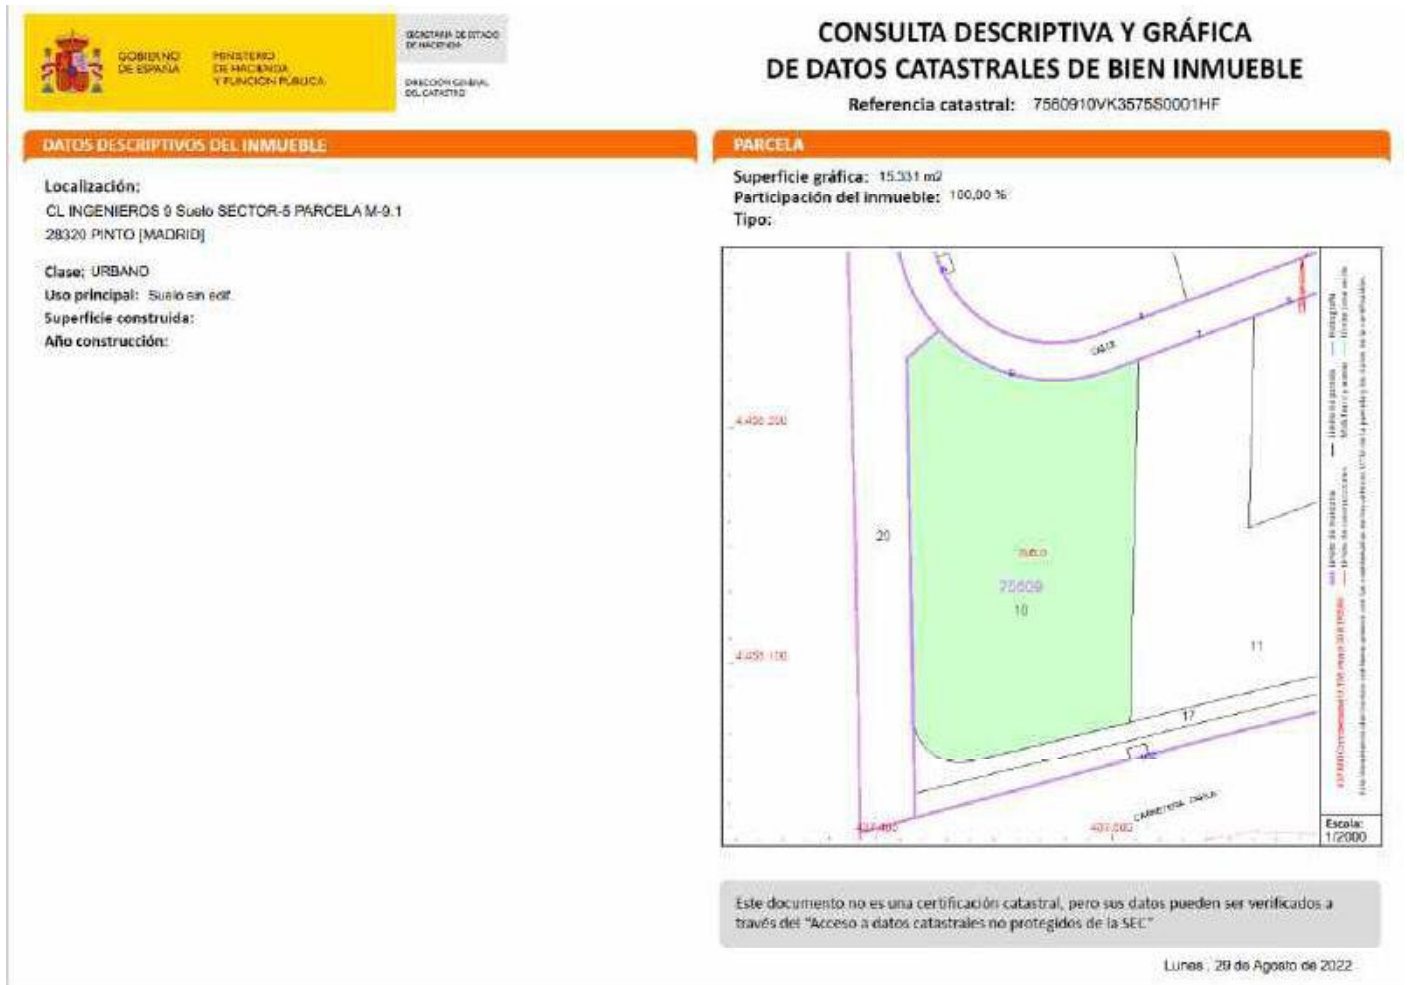 GOBIERNO
DE ESPAÑA
MINISTERIO
DE HACIENDA
Y FUNCIÓN PÚBLICA
SECRETARÍA DE ESTADO
DE HACIENDA
DIRECCIÓN GENERAL
DEL CATASTRO
CONSULTA DESCRIPTIVA Y GRÁFICA
DE DATOS CATASTRALES DE BIEN INMUEBLE
Referencia catastral: 7560910VK3575S0001HF
DATOS DESCRIPTIVOS DEL INMUEBLE
Localización:
CL INGENIEROS 9 Suelo SECTOR-5 PARCELA M-9.1
28320 PINTO [MADRID]
Clase: URBANO
Uso principal: Suelo sin edif.
Superficie construida:
Año construcción:
PARCELA
Superficie gráfica: 15.331 m2
Participación del inmueble: 100,00 %
Tipo:
CALLE
7
9
20
SUELO
10
11
17
CARRETERA
Escala:
1/2000
Este documento no es una certificación catastral, pero sus datos pueden ser verificados a
través del "Acceso a datos catastrales no protegidos de la SEC"
Lunes , 29 de Agosto de 2022